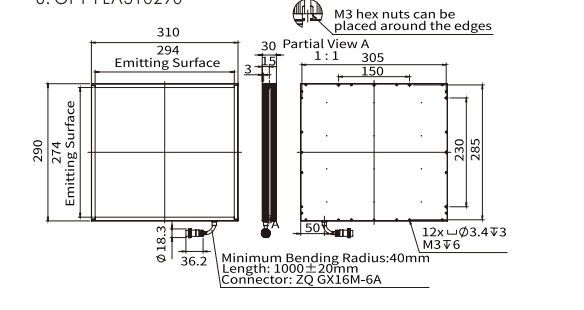 M3 hex nuts can be
placed around the edges
310
294
Emitting Surface
30
15
3
Partial View A
1 : 1
305
150
290
274
Emitting Surface
230
285
A
50
Ø18.3
36.2
12x ⌴Ø3.4↧3
M3↧6
Minimum Bending Radius:40mm
Length: 1000±20mm
Connector: ZQ GX16M-6A